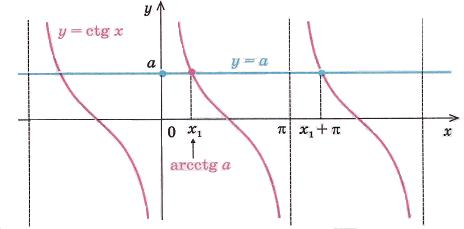 y
y = ctg x
a
y = a
0
x₁
π
x₁ + π
x
arcctg a